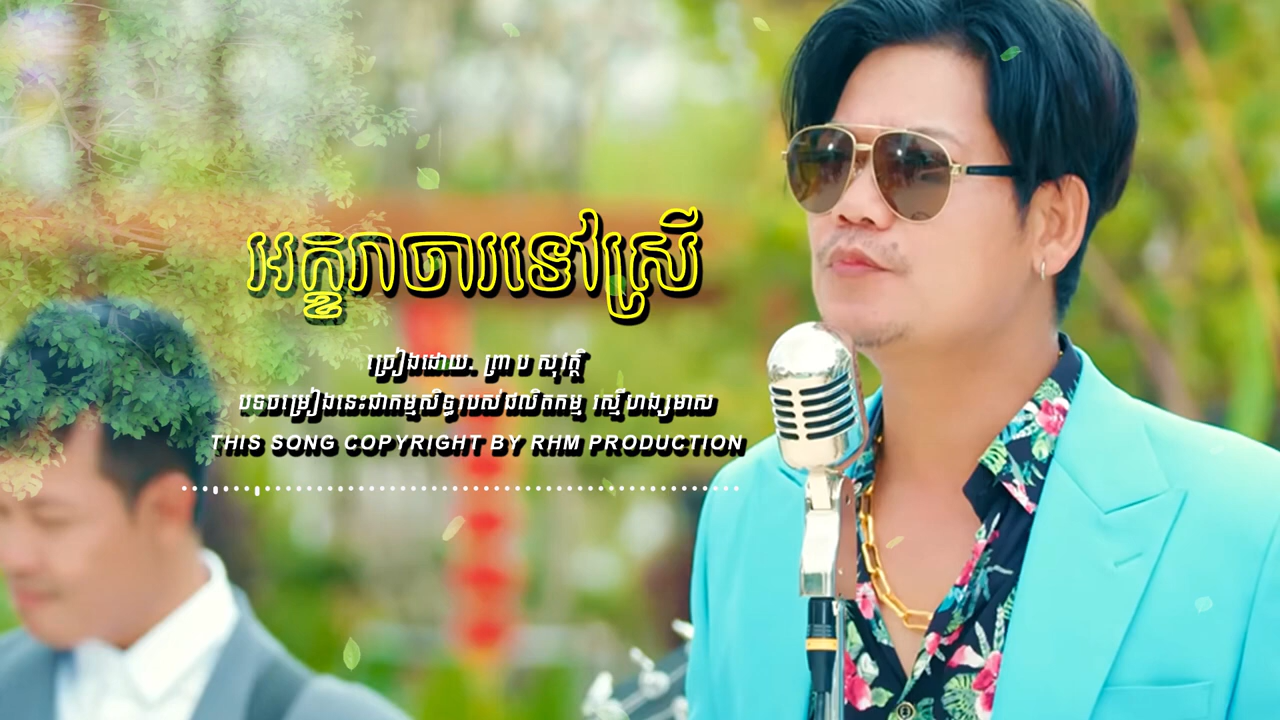 អក្ខរាចារទៅស្រី
ច្រៀងដោយ. ព្រា ប សុវត្ថិ
បទចម្រៀងនេះជាកម្មសិទ្ធរបស់ផលិតកម្ម រស្មីហង្សមាស
THIS SONG COPYRIGHT BY RHM PRODUCTION